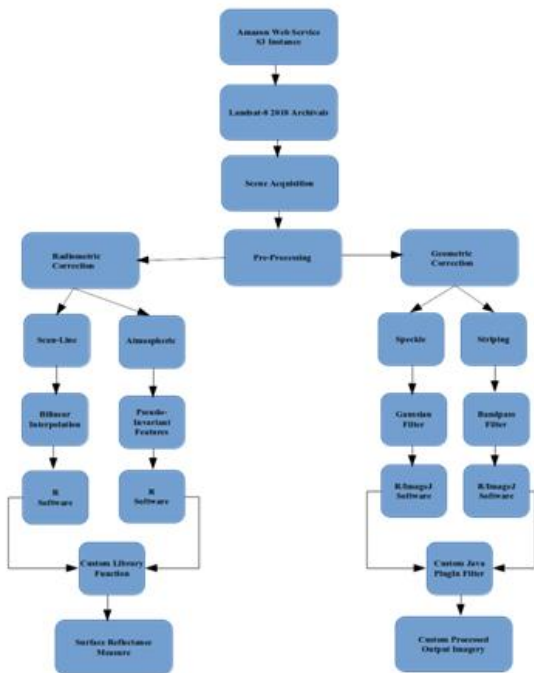 Amazon Web Service
S3 Instance
Landsat-8 2018 Archivals
Scene Acquisition
Radiometric
Correction
Pre-Processing
Geometric
Correction
Scan-Line
Atmospheric
Speckle
Striping
Bilinear
Interpolation
Pseudo-
Invariant
Features
Gaussian
Filter
Bandpass
Filter
R
Software
R
Software
R/ImageJ
Software
R/ImageJ
Software
Custom Library
Function
Custom Java
PlugIn Filter
Surface Reflectance
Measure
Custom Processed
Output Imagery